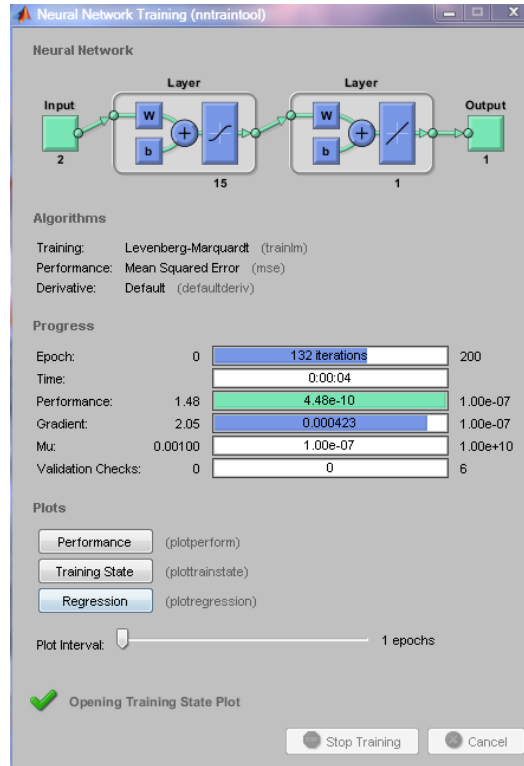 Neural Network Training (nntraintool)
Neural Network
Layer Layer
Input Output
W W
+ +
b b
2 1
15 1
Algorithms
Training: Levenberg-Marquardt (trainlm)
Performance: Mean Squared Error (mse)
Derivative: Default (defaultderiv)
Progress
Epoch: 0 132 iterations 200
Time: 0:00:04
Performance: 1.48 4.48e-10 1.00e-07
Gradient: 2.05 0.000423 1.00e-07
Mu: 0.00100 1.00e-07 1.00e+10
Validation Checks: 0 0 6
Plots
Performance (plotperform)
Training State (plottrainstate)
Regression (plotregression)
Plot Interval: 1 epochs
Opening Training State Plot
Stop Training Cancel